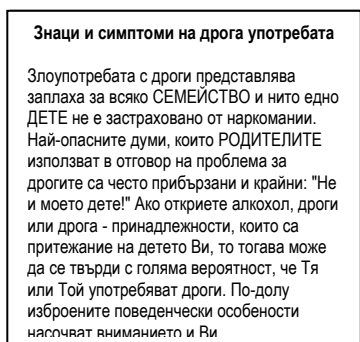 Знаци и симптоми на дрога употребата
Злоупотребата с дроги представлява
заплаха за всяко СЕМЕЙСТВО и нито едно
ДЕТЕ не е застраховано от наркомании.
Най-опасните думи, които РОДИТЕЛИТЕ
използват в отговор на проблема за
дрогите са често прибързани и крайни: "Не
и моето дете!" Ако откриете алкохол, дроги
или дрога - принадлежности, които са
притежание на детето Ви, то тогава може
да се твърди с голяма вероятност, че Тя
или Той употребяват дроги. По-долу
изброените поведенчески особености
насочват вниманието и Ви